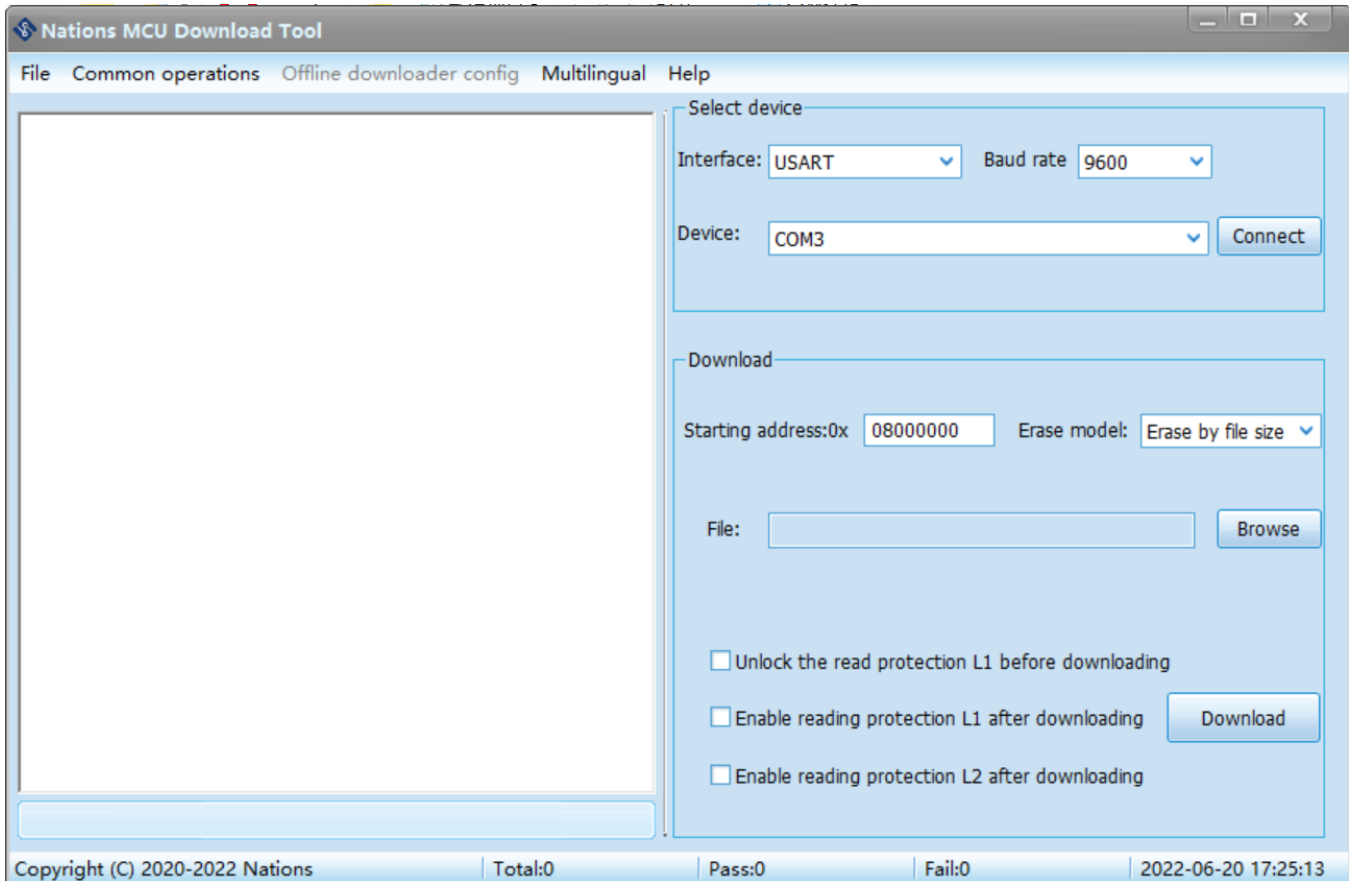 Nations MCU Download Tool
File Common operations Offline downloader config Multilingual Help
Select device
Interface: USART Baud rate 9600
Device: COM3 Connect
Download
Starting address:0x 08000000 Erase model: Erase by file size
File: Browse
Unlock the read protection L1 before downloading
Enable reading protection L1 after downloading Download
Enable reading protection L2 after downloading
Copyright (C) 2020-2022 Nations Total:0 Pass:0 Fail:0 2022-06-20 17:25:13